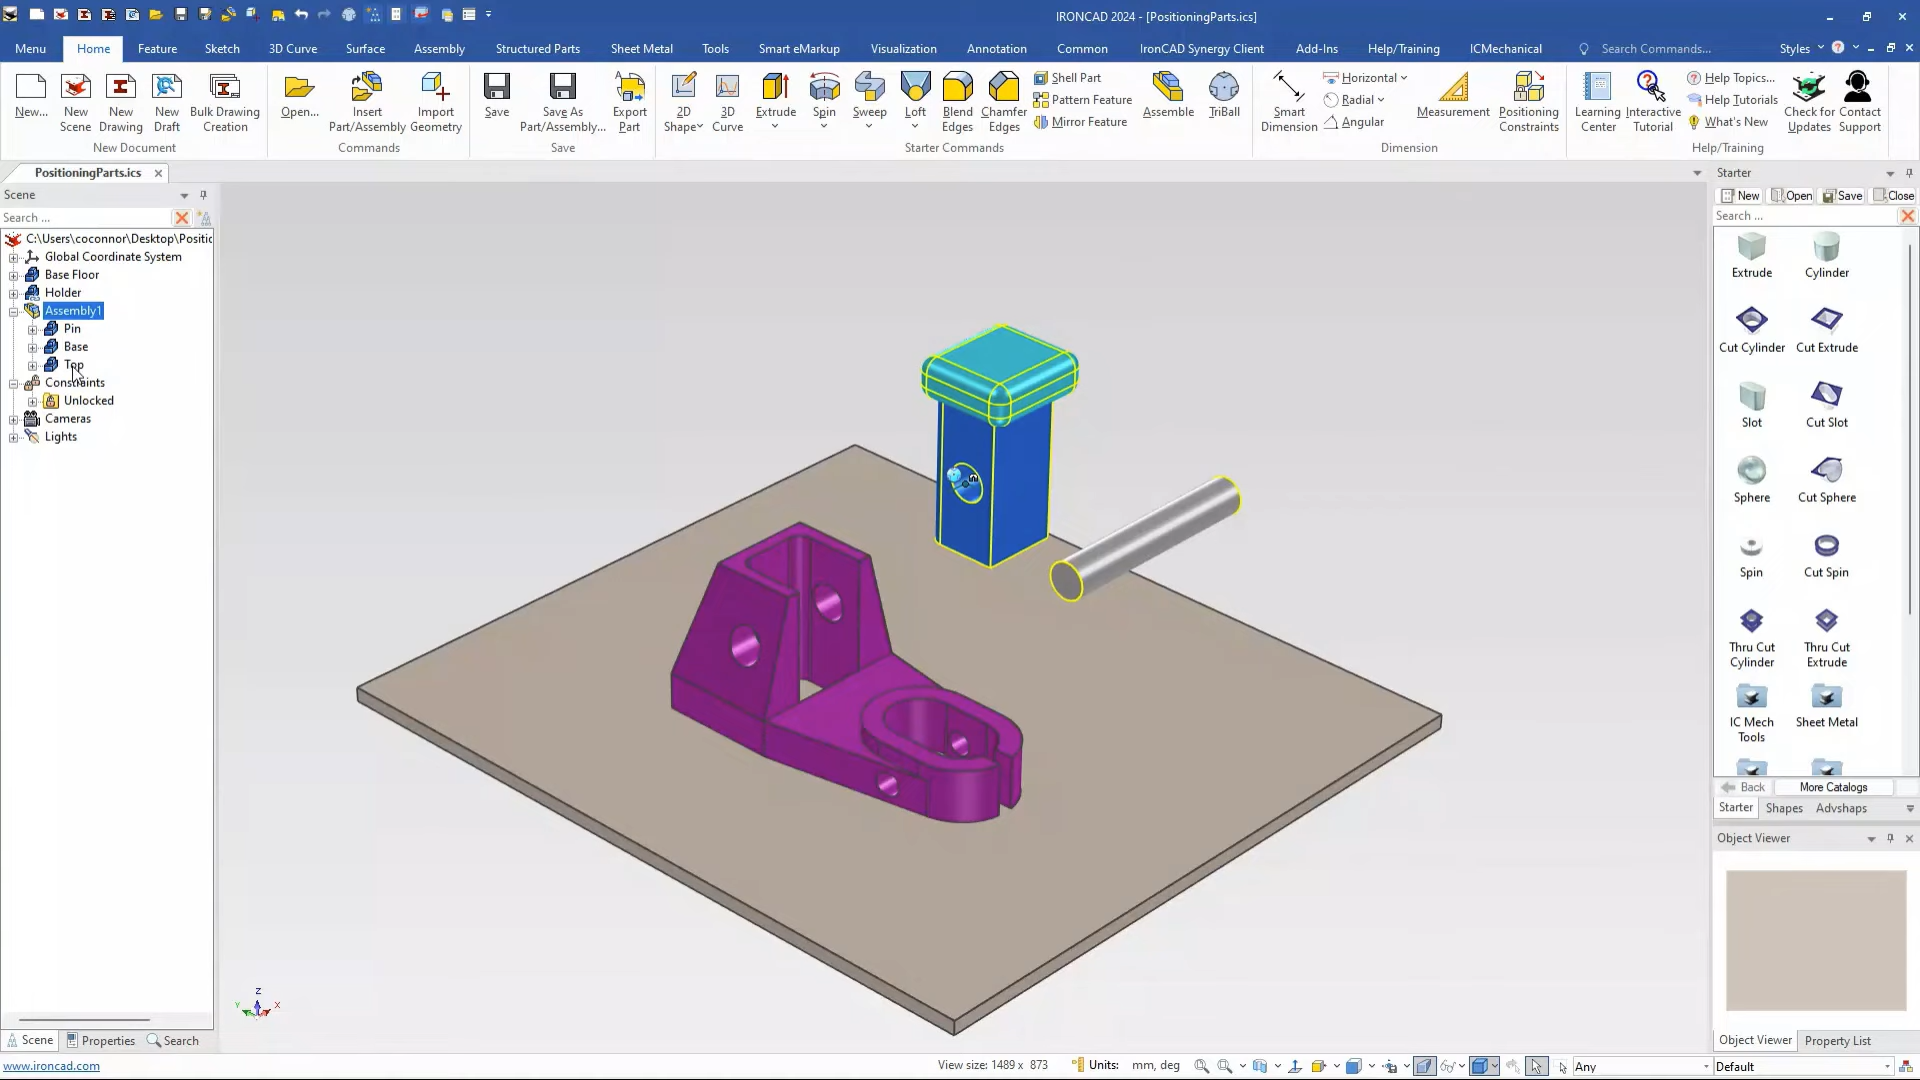 IRONCAD 2024 - [PositioningParts.ics]
Menu Home Feature Sketch 3D Curve Surface Assembly Structured Parts Sheet Metal Tools Smart eMarkup Visualization Annotation Common IronCAD Synergy Client Add-Ins Help/Training ICMechanical Search Commands... Styles
New... New Scene New Drawing New Draft Bulk Drawing Creation
New Document
Open... Insert Part/Assembly Import Geometry
Commands
Save Save As Part/Assembly... Export Part
Save
2D Shape 3D Curve Extrude Spin Sweep Loft Blend Edges Chamfer Edges Shell Part Pattern Feature Mirror Feature Assembly TriBall
Starter Commands
Smart Dimension Horizontal Radial Angular Measurement Positioning Constraints
Dimension
Learning Center Interactive Tutorial Help Topics... Help Tutorials What's New Check for Updates Contact Support
Help/Training
PositioningParts.ics
Scene
Search ...
C:\Users\coconnor\Desktop\Positic
Global Coordinate System
Base Floor
Holder
Assembly1
Pin
Base
Top
Constraints
Unlocked
Cameras
Lights
Z
Y X
Scene Properties Search
Starter
New Open Save Close
Search ...
Extrude Cylinder
Cut Cylinder Cut Extrude
Slot Cut Slot
Sphere Cut Sphere
Spin Cut Spin
Thru Cut Cylinder Thru Cut Extrude
IC Mech Tools Sheet Metal
Back More Catalogs
Starter Shapes Advshaps
Object Viewer
Object Viewer Property List
www.ironcad.com View size: 1489 x 873 Units: mm, deg Any Default